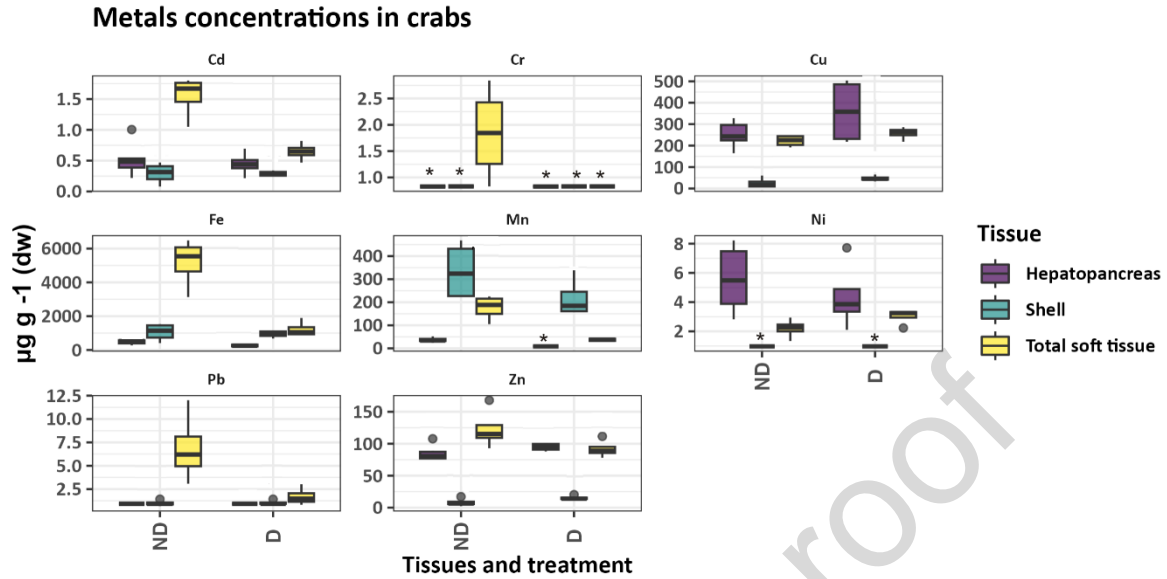 Metals concentrations in crabs
Cd
Cr
Cu
1.5
1.0
0.5
0.0
2.5
2.0
1.5
1.0
* *
* * *
500
400
300
200
100
0
Fe
Mn
Ni
6000
4000
2000
0
400
300
200
100
0
*
8
6
4
2
* *
ND
D
Pb
Zn
12.5
10.0
7.5
5.0
2.5
150
100
50
0
ND
D
ND
D
µg g -1 (dw)
Tissues and treatment
Tissue
Hepatopancreas
Shell
Total soft tissue
roof